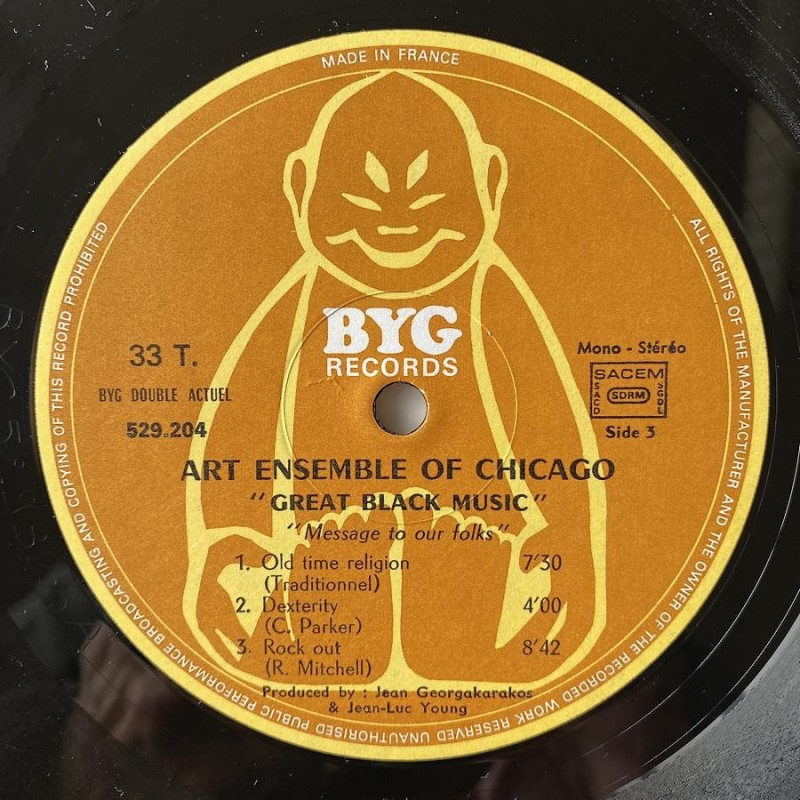 MADE IN FRANCE
ALL RIGHTS OF THE MANUFACTURER AND THE OWNER OF THE RECORDED WORK RESERVED UNAUTHORISED PUBLIC PERFORMANCE BROADCASTING AND COPYING OF THIS RECORD PROHIBITED
BYG
RECORDS
33 T.
BYG DOUBLE ACTUEL
529.204
Mono - Stéréo
SACEM
SACD
SDRM
SGDL
Side 3
ART ENSEMBLE OF CHICAGO
"GREAT BLACK MUSIC"
"Message to our folks"
1. Old time religion 7'30
(Traditionnel)
2. Dexterity 4'00
(C. Parker)
3. Rock out 8'42
(R. Mitchell)
Produced by : Jean Georgakarakos
& Jean-Luc Young